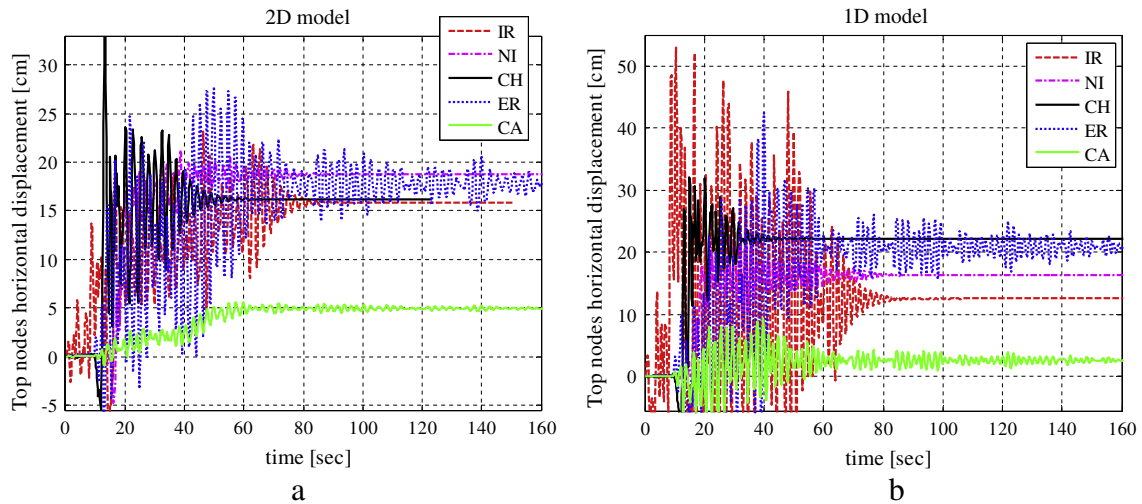 2D model
Top nodes horizontal displacement [cm]
30
25
20
15
10
5
0
-5
IR
NI
CH
ER
CA
0 20 40 60 80 100 120 140 160
time [sec]
a
1D model
Top nodes horizontal displacement [cm]
50
40
30
20
10
0
IR
NI
CH
ER
CA
0 20 40 60 80 100 120 140 160
time [sec]
b